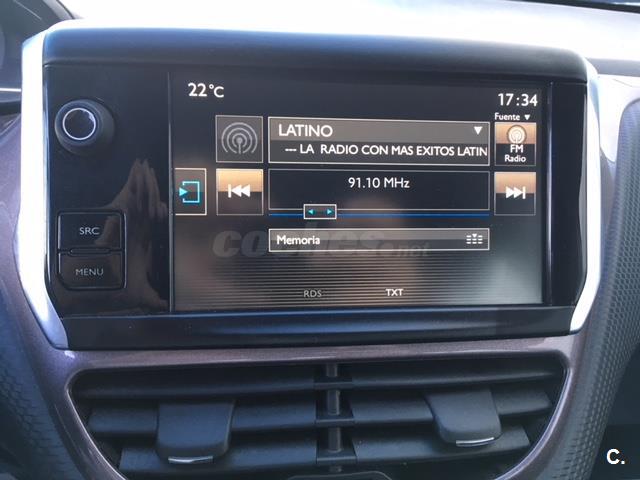 22°C
17:34
Fuente ▼
LATINO ▼
--- LA RADIO CON MAS EXITOS LATIN
FM
Radio
91.10 MHz
SRC
MENU
Memoria
coches.net
RDS
TXT
C.